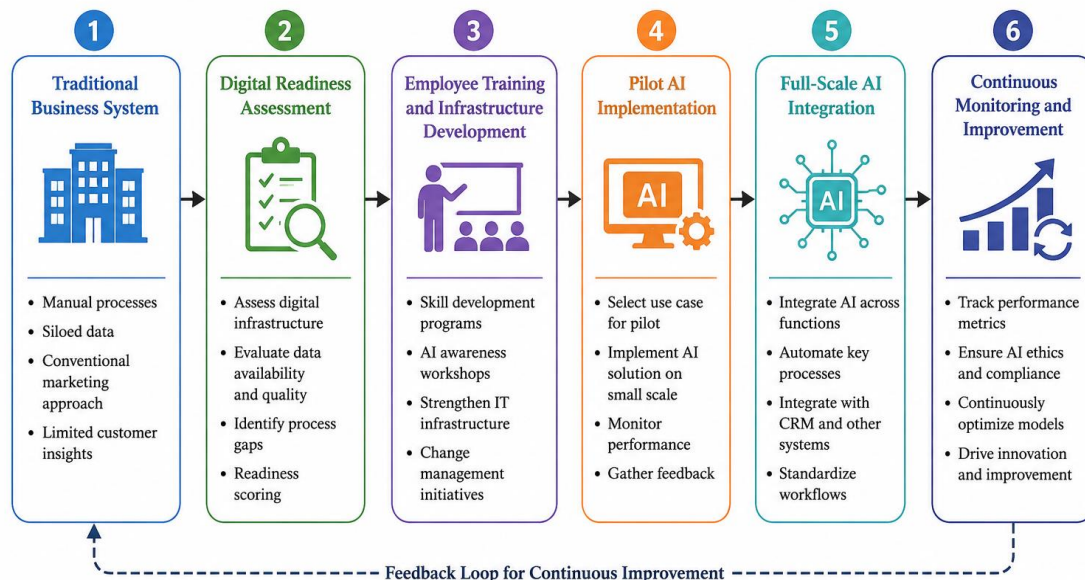 1
Traditional
Business System
• Manual processes
• Siloed data
• Conventional
marketing
approach
• Limited customer
insights
2
Digital Readiness
Assessment
• Assess digital
infrastructure
• Evaluate data
availability
and quality
• Identify process
gaps
• Readiness
scoring
3
Employee Training
and Infrastructure
Development
• Skill development
programs
• AI awareness
workshops
• Strengthen IT
infrastructure
• Change
management
initiatives
4
Pilot AI
Implementation
AI
• Select use case
for pilot
• Implement AI
solution on
small scale
• Monitor
performance
• Gather feedback
5
Full-Scale AI
Integration
AI
• Integrate AI across
functions
• Automate key
processes
• Integrate with
CRM and other
systems
• Standardize
workflows
6
Continuous
Monitoring and
Improvement
• Track performance
metrics
• Ensure AI ethics
and compliance
• Continuously
optimize models
• Drive innovation
and improvement
Feedback Loop for Continuous Improvement